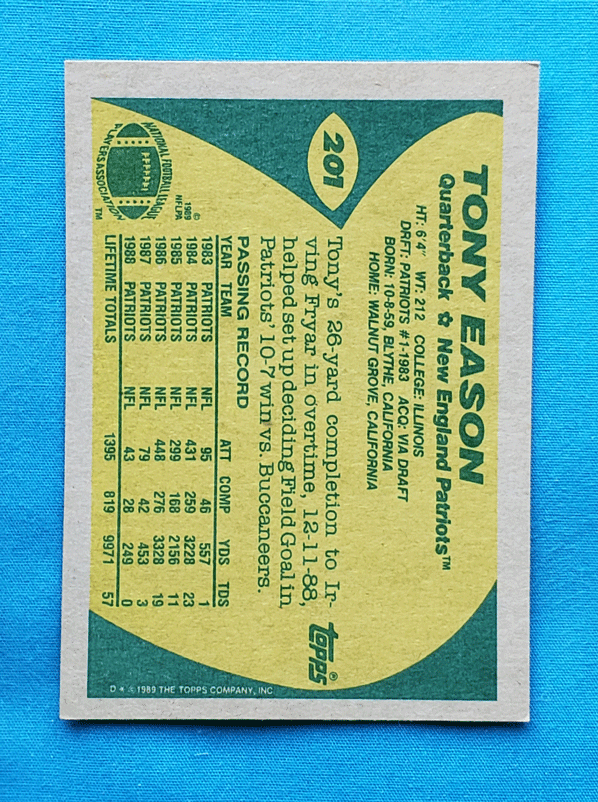 201
TONY EASON
Quarterback ☆ New England Patriots™
HT: 6'4" WT: 212 COLLEGE: ILLINOIS
DRFT: PATRIOTS #1-1983 ACQ: VIA DRAFT
BORN: 10-8-59, BLYTHE, CALIFORNIA
HOME: WALNUT GROVE, CALIFORNIA
Tony's 26-yard completion to Ir-
ving Fryar in overtime, 12-11-88,
helped set up deciding Field Goal in
Patriots' 10-7 win vs. Buccaneers.
topps®
PASSING RECORD
YEAR TEAM ATT COMP YDS TDS
1983 PATRIOTS NFL 95 46 557 1
1984 PATRIOTS NFL 431 259 3228 23
1985 PATRIOTS NFL 299 168 2156 11
1986 PATRIOTS NFL 448 276 3328 19
1987 PATRIOTS NFL 79 42 453 3
1988 PATRIOTS NFL 43 28 249 0
LIFETIME TOTALS 1395 819 9971 57
NATIONAL FOOTBALL LEAGUE
PLAYERS ASSOCIATION
™
©
1989
NFLPA
D * © 1989 THE TOPPS COMPANY, INC.